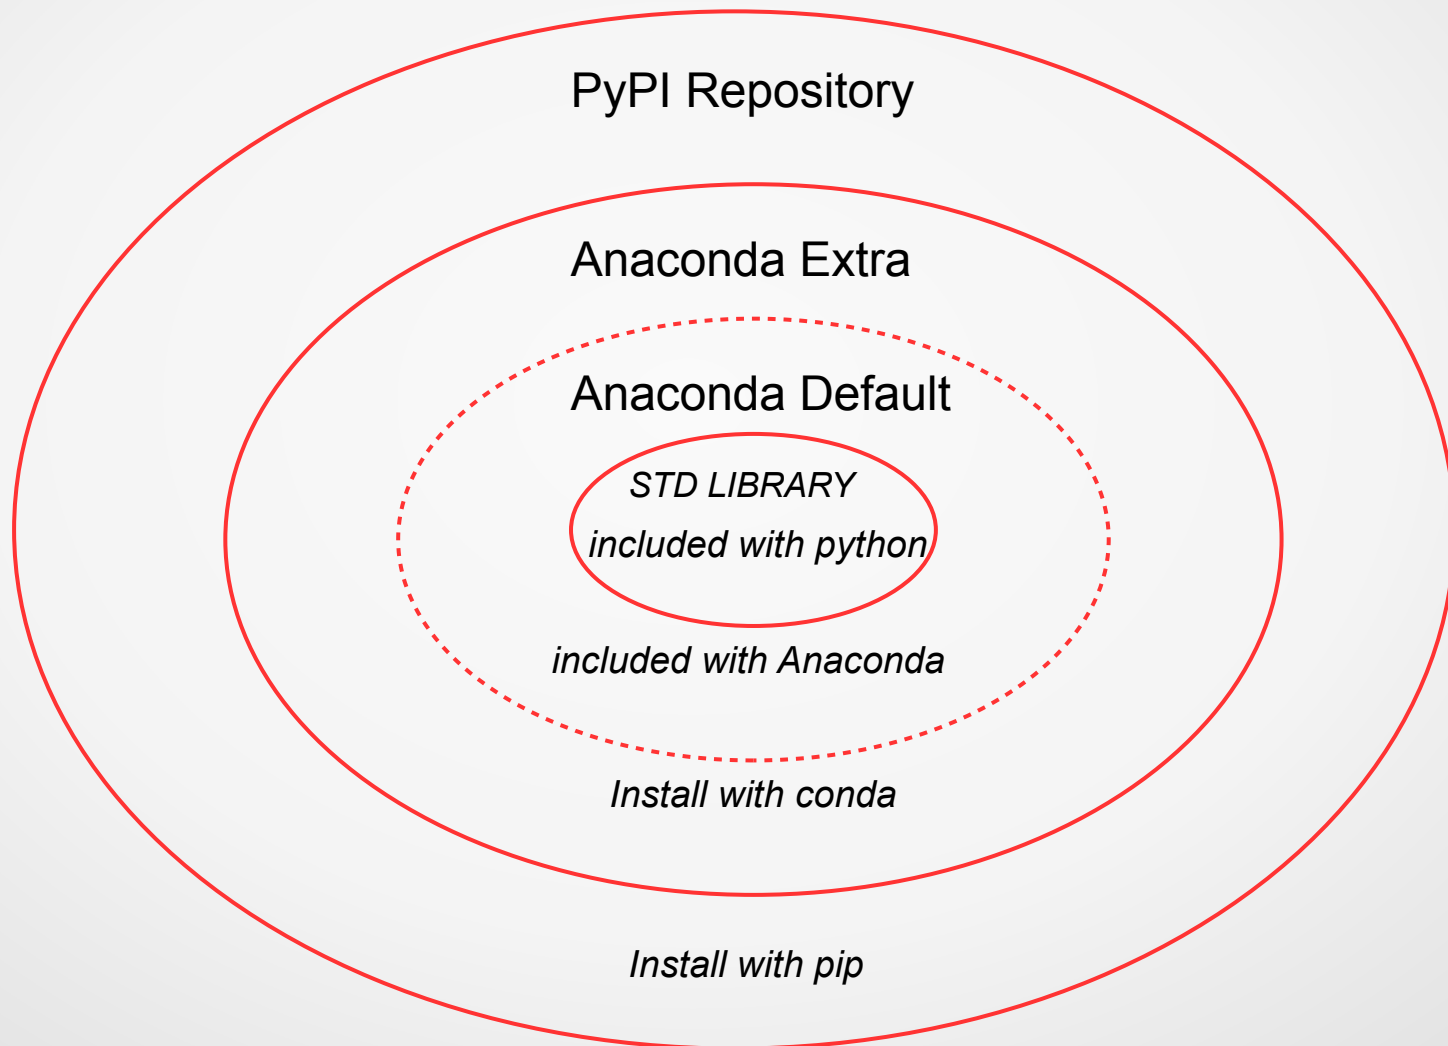 PyPI Repository
Anaconda Extra
Anaconda Default
STD LIBRARY
included with python
included with Anaconda
Install with conda
Install with pip